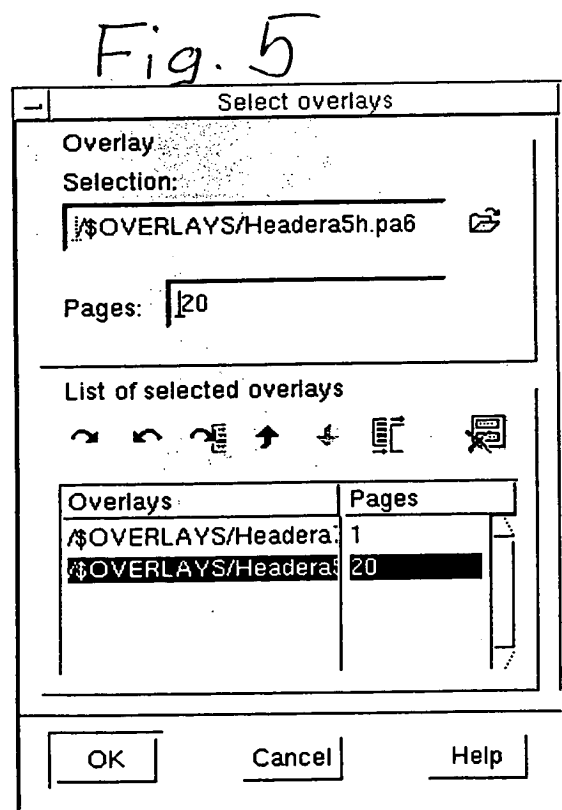 Fig. 5
Select overlays
Overlay
Selection:
/$OVERLAYS/Headera5h.pa6
Pages: 20
List of selected overlays
Overlays Pages
/$OVERLAYS/Headera 1
/$OVERLAYS/Headera5 20
OK Cancel Help